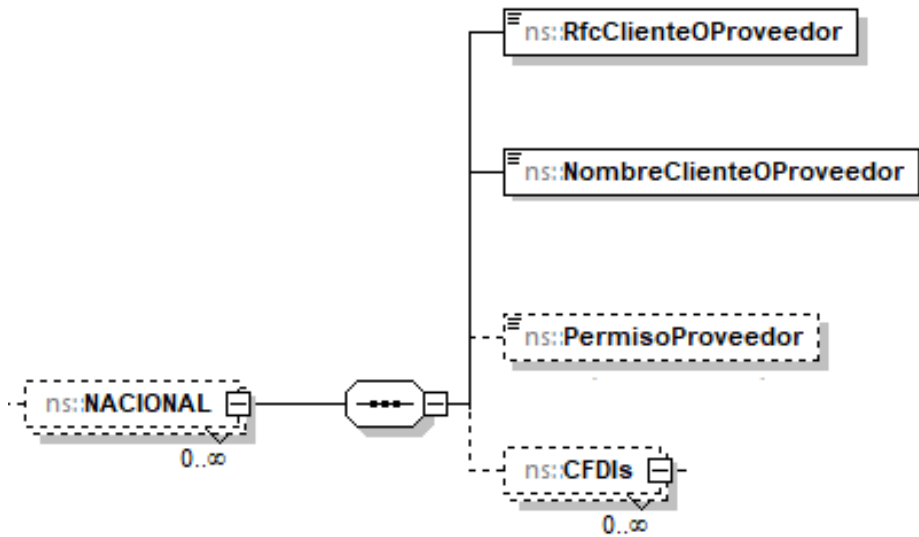 ns::RfcClienteOProveedor
ns::NombreClienteOProveedor
ns::PermisoProveedor
ns::NACIONAL
0..∞
ns::CFDIs
0..∞